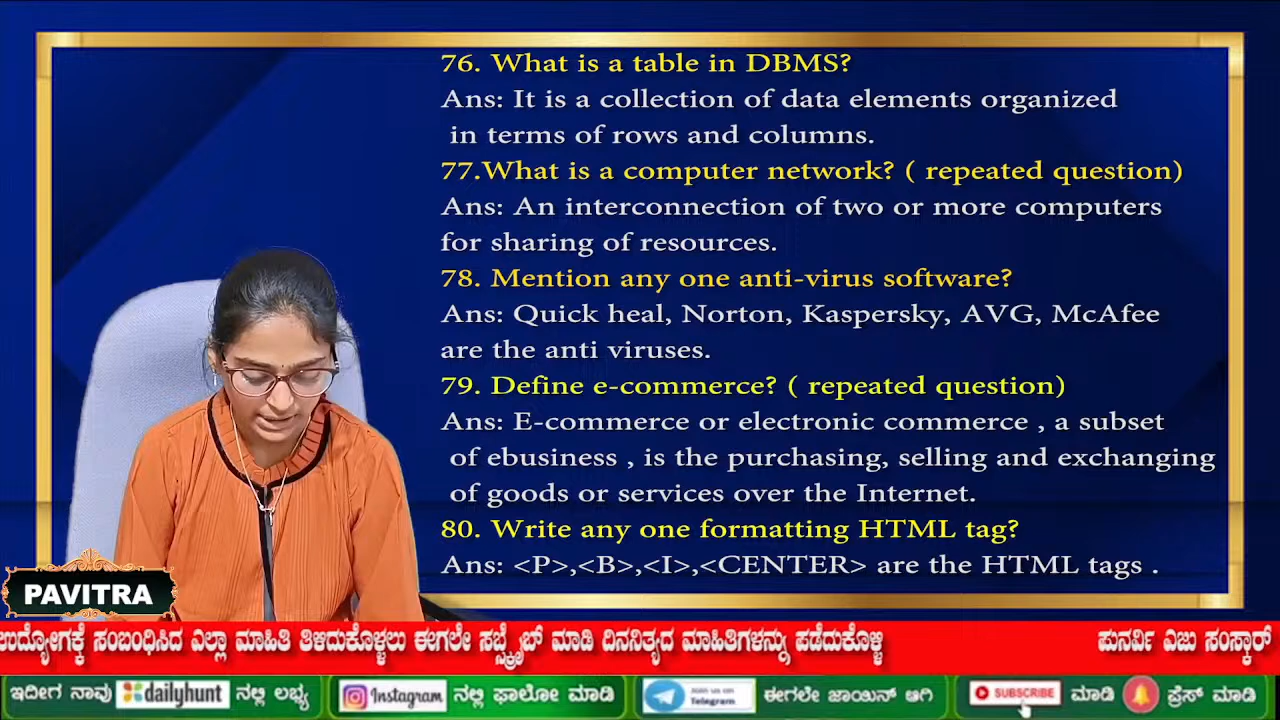 76. What is a table in DBMS?
Ans: It is a collection of data elements organized
in terms of rows and columns.
77.What is a computer network? ( repeated question)
Ans: An interconnection of two or more computers
for sharing of resources.
78. Mention any one anti-virus software?
Ans: Quick heal, Norton, Kaspersky, AVG, McAfee
are the anti viruses.
79. Define e-commerce? ( repeated question)
Ans: E-commerce or electronic commerce , a subset
of ebusiness , is the purchasing, selling and exchanging
of goods or services over the Internet.
80. Write any one formatting HTML tag?
Ans: <P>,<B>,<I>,<CENTER> are the HTML tags .
PAVITRA
ಉದ್ಯೋಗಕ್ಕೆ ಸಂಬಂಧಿಸಿದ ಎಲ್ಲಾ ಮಾಹಿತಿ ತಿಳಿದುಕೊಳ್ಳಲು ಈಗಲೇ ಸಬ್ಸ್ಕ್ರೈಬ್ ಮಾಡಿ ದಿನನಿತ್ಯದ ಮಾಹಿತಿಗಳನ್ನು ಪಡೆದುಕೊಳ್ಳಿ ಪುನರ್ವಿ ಎಜು ಸಂಸ್ಕಾರ್
ಇದೀಗ ನಾವು dailyhunt ನಲ್ಲಿ ಲಭ್ಯ Instagram ನಲ್ಲಿ ಫಾಲೋ ಮಾಡಿ Join us on Telegram ಈಗಲೇ ಜಾಯಿನ್ ಆಗಿ SUBSCRIBE ಮಾಡಿ ಪ್ರೆಸ್ ಮಾಡಿ